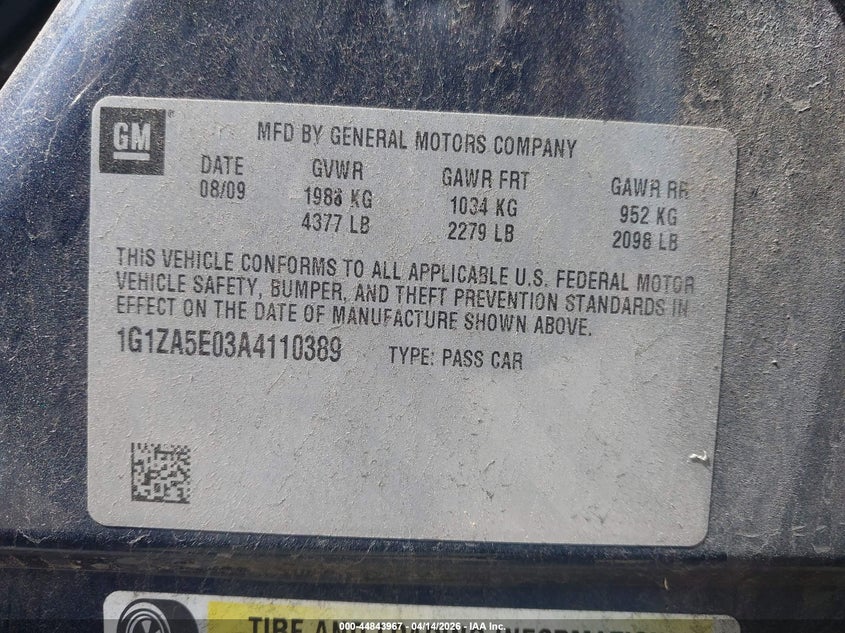 GM
MFD BY GENERAL MOTORS COMPANY
DATE GVWR GAWR FRT GAWR RR
08/09 1988 KG 1034 KG 952 KG
4377 LB 2279 LB 2098 LB
THIS VEHICLE CONFORMS TO ALL APPLICABLE U.S. FEDERAL MOTOR
VEHICLE SAFETY, BUMPER, AND THEFT PREVENTION STANDARDS IN
EFFECT ON THE DATE OF MANUFACTURE SHOWN ABOVE.
1G1ZA5E03A4110389 TYPE: PASS CAR
TIRE
000-44843967 - 04/14/2026 - IAA Inc.